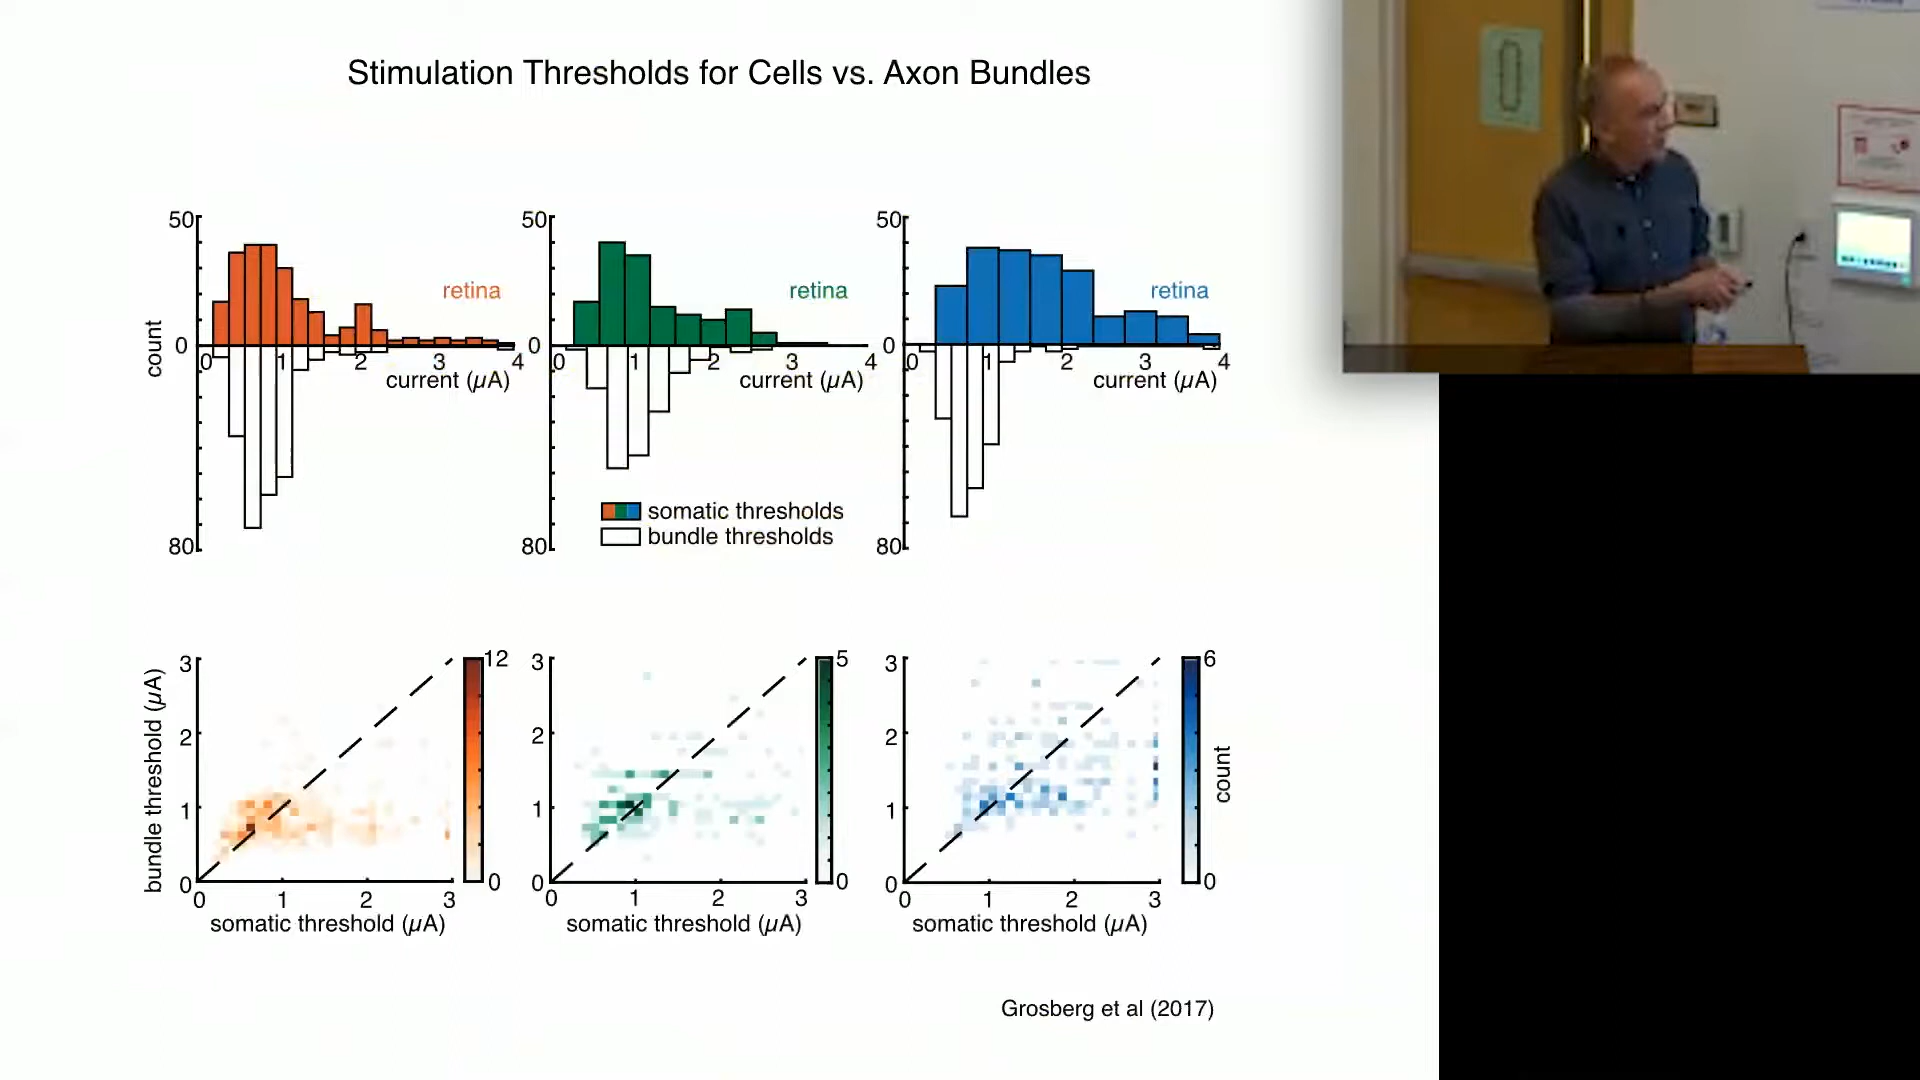 Stimulation Thresholds for Cells vs. Axon Bundles
50
50
50
retina
retina
retina
count
0
0
0
0 1 2 3 4
0 1 2 3 4
0 1 2 3 4
current (μA)
current (μA)
current (μA)
somatic thresholds
bundle thresholds
80
80
80
3
12
3
5
3
6
bundle threshold (μA)
2
2
2
count
1
1
1
0
0
0
0
0
0
0 1 2 3
0 1 2 3
0 1 2 3
somatic threshold (μA)
somatic threshold (μA)
somatic threshold (μA)
Grosberg et al (2017)